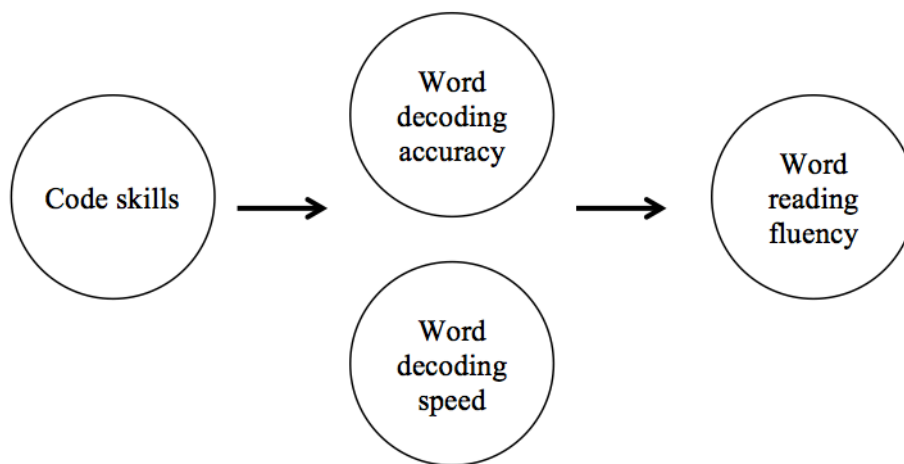 Code skills
Word
decoding
accuracy
Word
decoding
speed
Word
reading
fluency